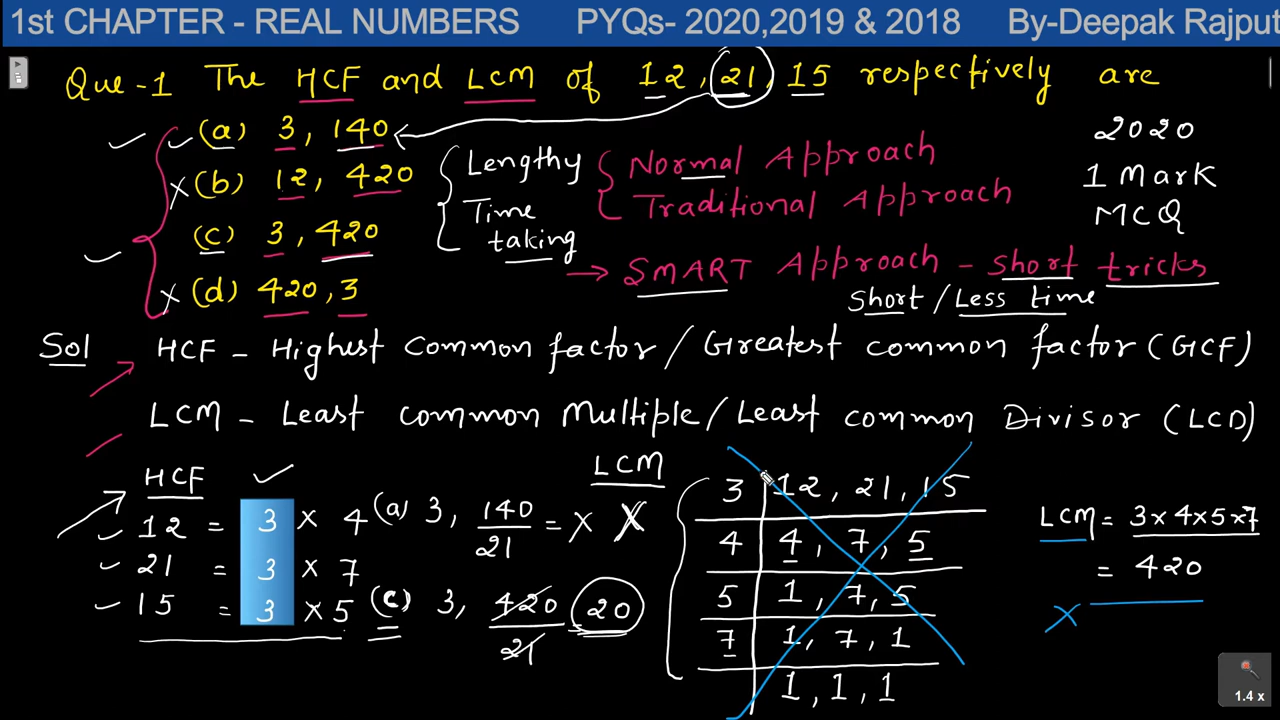 1st CHAPTER - REAL NUMBERS PYQs- 2020,2019 & 2018 By-Deepak Rajput
Que-1 The HCF and LCM of 12, 21, 15 respectively are
(a) 3, 140
(b) 12, 420
(c) 3, 420
(d) 420, 3
Lengthy
Time
taking
Normal Approach
Traditional Approach
→ SMART Approach - short tricks
Short / Less time
2020
1 Mark
MCQ
Sol HCF - Highest Common factor / Greatest common factor (GCF)
LCM - Least common Multiple / Least common Divisor (LCD)
HCF
12 = 3 × 4
21 = 3 × 7
15 = 3 × 5
(a) 3, 140/21 = × ×
(c) 3, 420/21 = 20
LCM
3 | 12, 21, 15
4 | 4, 7, 5
5 | 1, 7, 5
7 | 1, 7, 1
1, 1, 1
LCM = 3×4×5×7
= 420
×
1.4 x